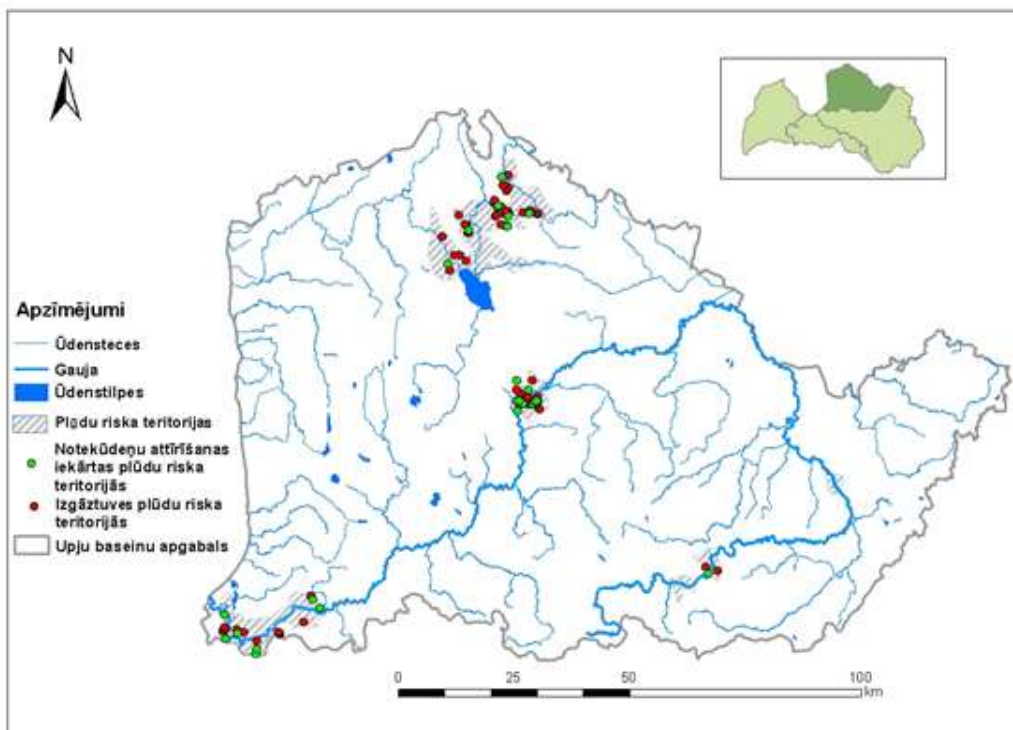 N
Apzīmējumi
Ūdensteces
Gauja
Ūdenstilpes
Plūdu riska teritorijas
Notekūdeņu attīrīšanas
iekārtas plūdu riska
teritorijās
Izgāztuves plūdu riska
teritorijās
Upju baseinu apgabals
0 25 50 100
km